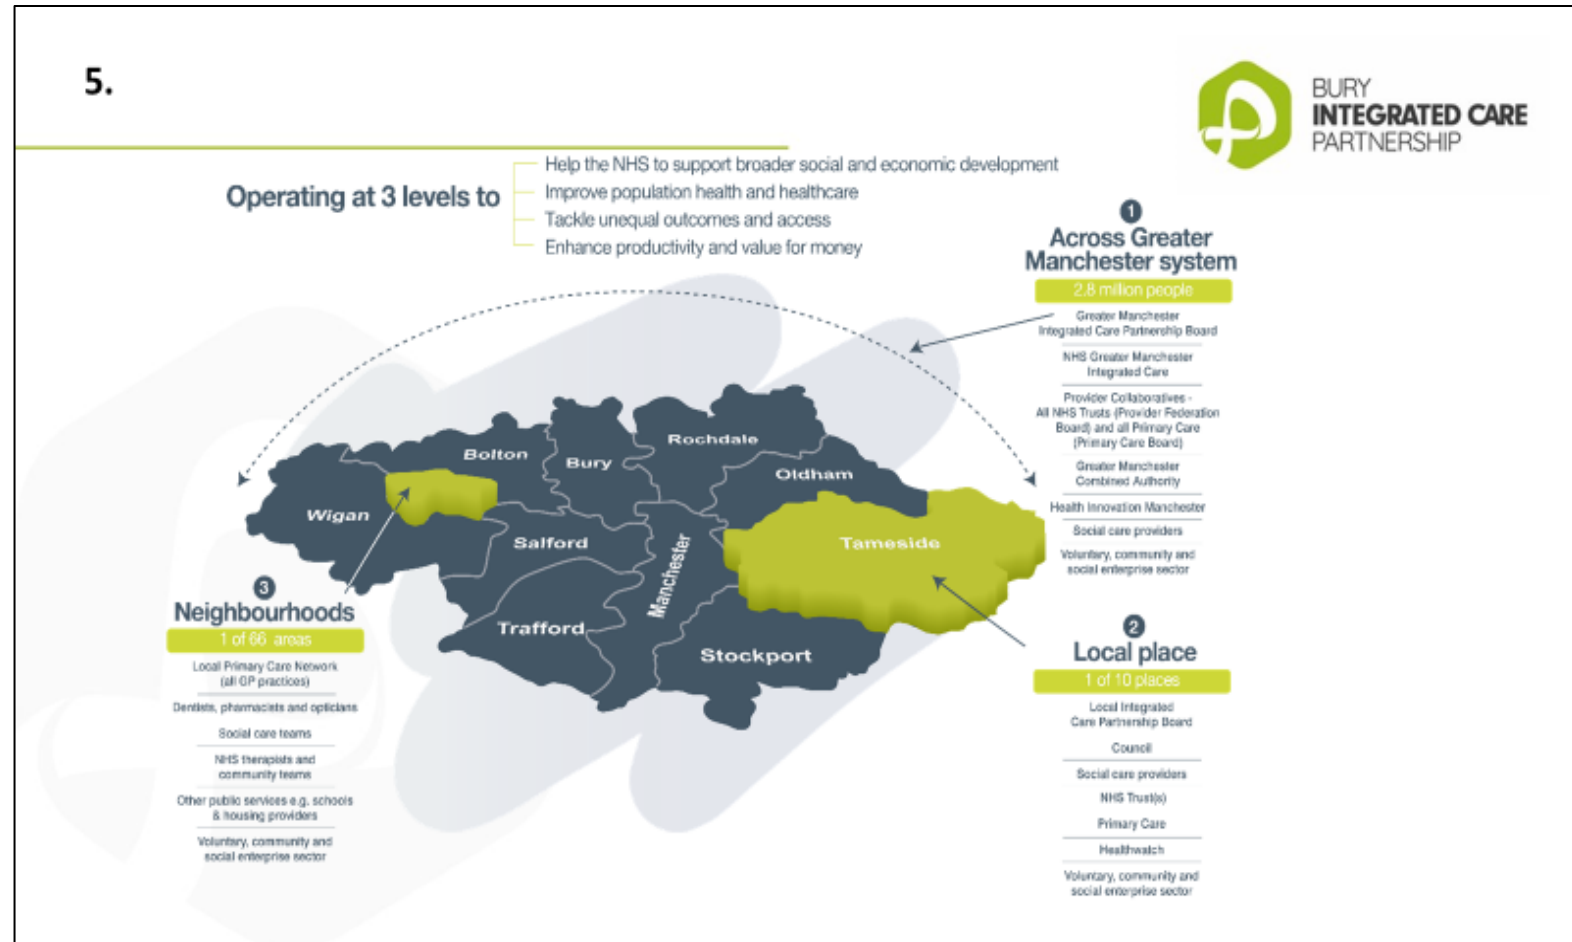 5.
BURY
INTEGRATED CARE
PARTNERSHIP
Operating at 3 levels to
Help the NHS to support broader social and economic development
Improve population health and healthcare
Tackle unequal outcomes and access
Enhance productivity and value for money
1
Across Greater
Manchester system
2.8 million people
Greater Manchester
Integrated Care Partnership Board
NHS Greater Manchester
Integrated Care
Provider Collaboratives -
All NHS Trusts (Provider Federation
Board) and all Primary Care
(Primary Care Board)
Greater Manchester
Combined Authority
Health Innovation Manchester
Social care providers
Voluntary, community and
social enterprise sector
Wigan
Bolton
Bury
Rochdale
Oldham
Salford
Manchester
Tameside
Trafford
Stockport
3
Neighbourhoods
1 of 66 areas
Local Primary Care Network
(all GP practices)
Dentists, pharmacists and opticians
Social care teams
NHS therapists and
community teams
Other public services e.g. schools
& housing providers
Voluntary, community and
social enterprise sector
2
Local place
1 of 10 places
Local Integrated
Care Partnership Board
Council
Social care providers
NHS Trust(s)
Primary Care
Healthwatch
Voluntary, community and
social enterprise sector